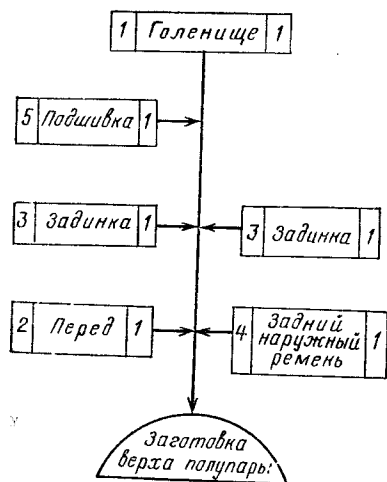 1 Голенище 1
5 Подшивка 1
3 Задинка 1
3 Задинка 1
2 Перед 1
4 Задний наружный ремень 1
Заготовка
верха полупары